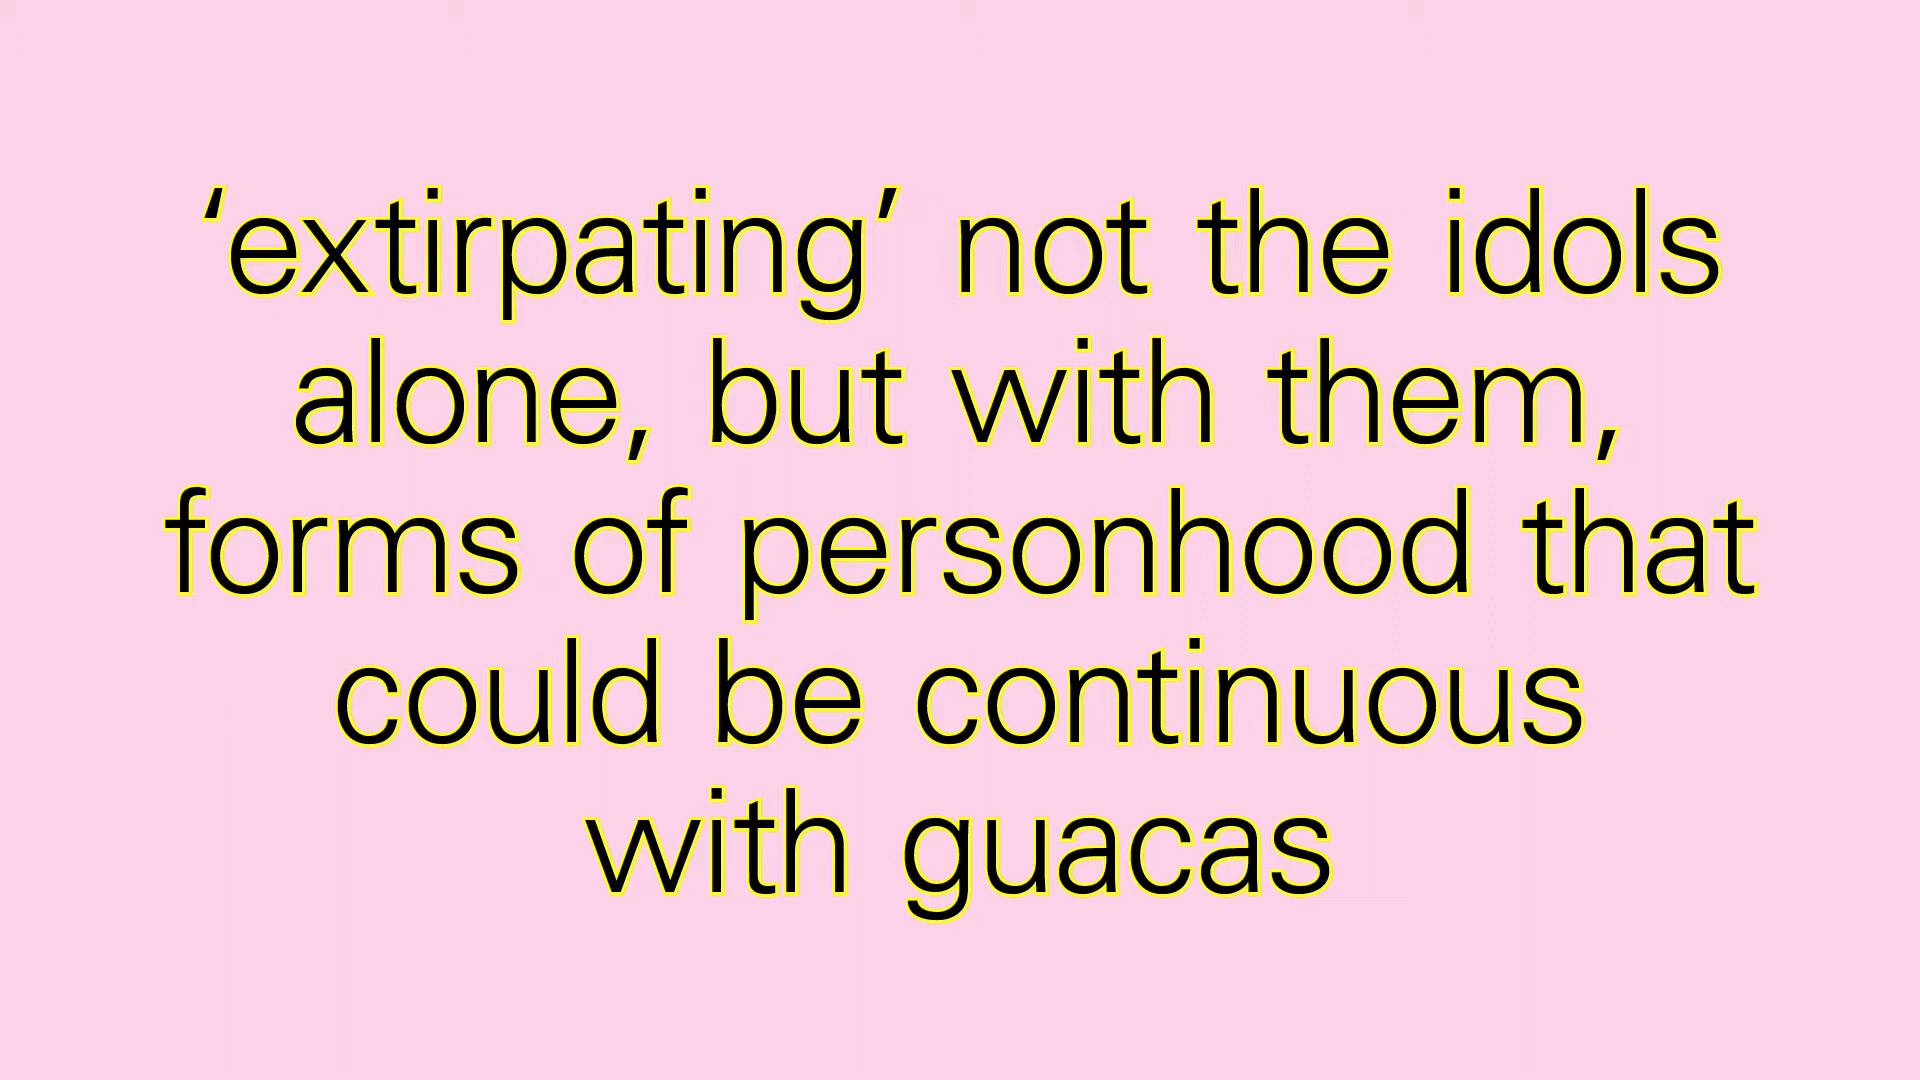 ‘extirpating’ not the idols
alone, but with them,
forms of personhood that
could be continuous
with guacas